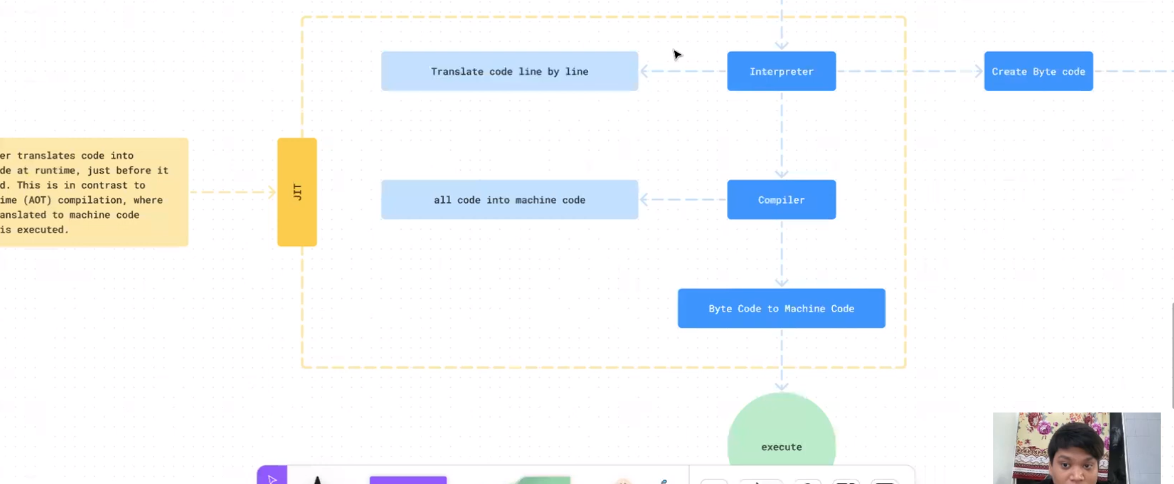 Translate code line by line
Interpreter
Create Byte code
er translates code into
de at runtime, just before it
d. This is in contrast to
ime (AOT) compilation, where
anslated to machine code
is executed.
JIT
all code into machine code
Compiler
Byte Code to Machine Code
execute